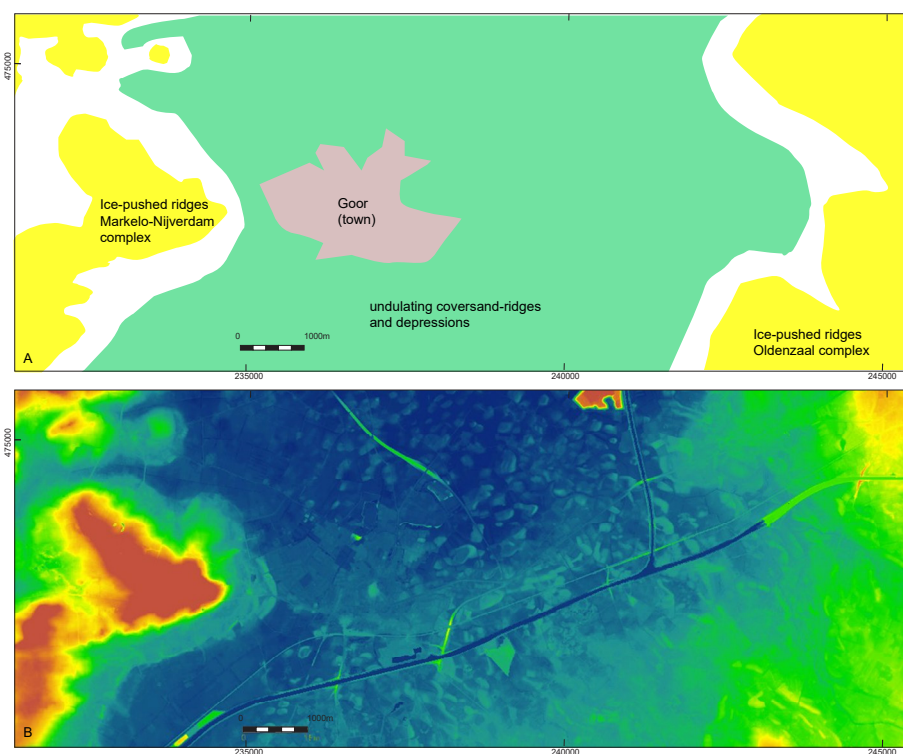 475000
Ice-pushed ridges
Markelo-Nijverdam
complex
Goor
(town)
undulating coversand-ridges
and depressions
0 1000m
Ice-pushed ridges
Oldenzaal complex
A
235000 240000 245000
475000
0 1000m
B
235000 240000 245000